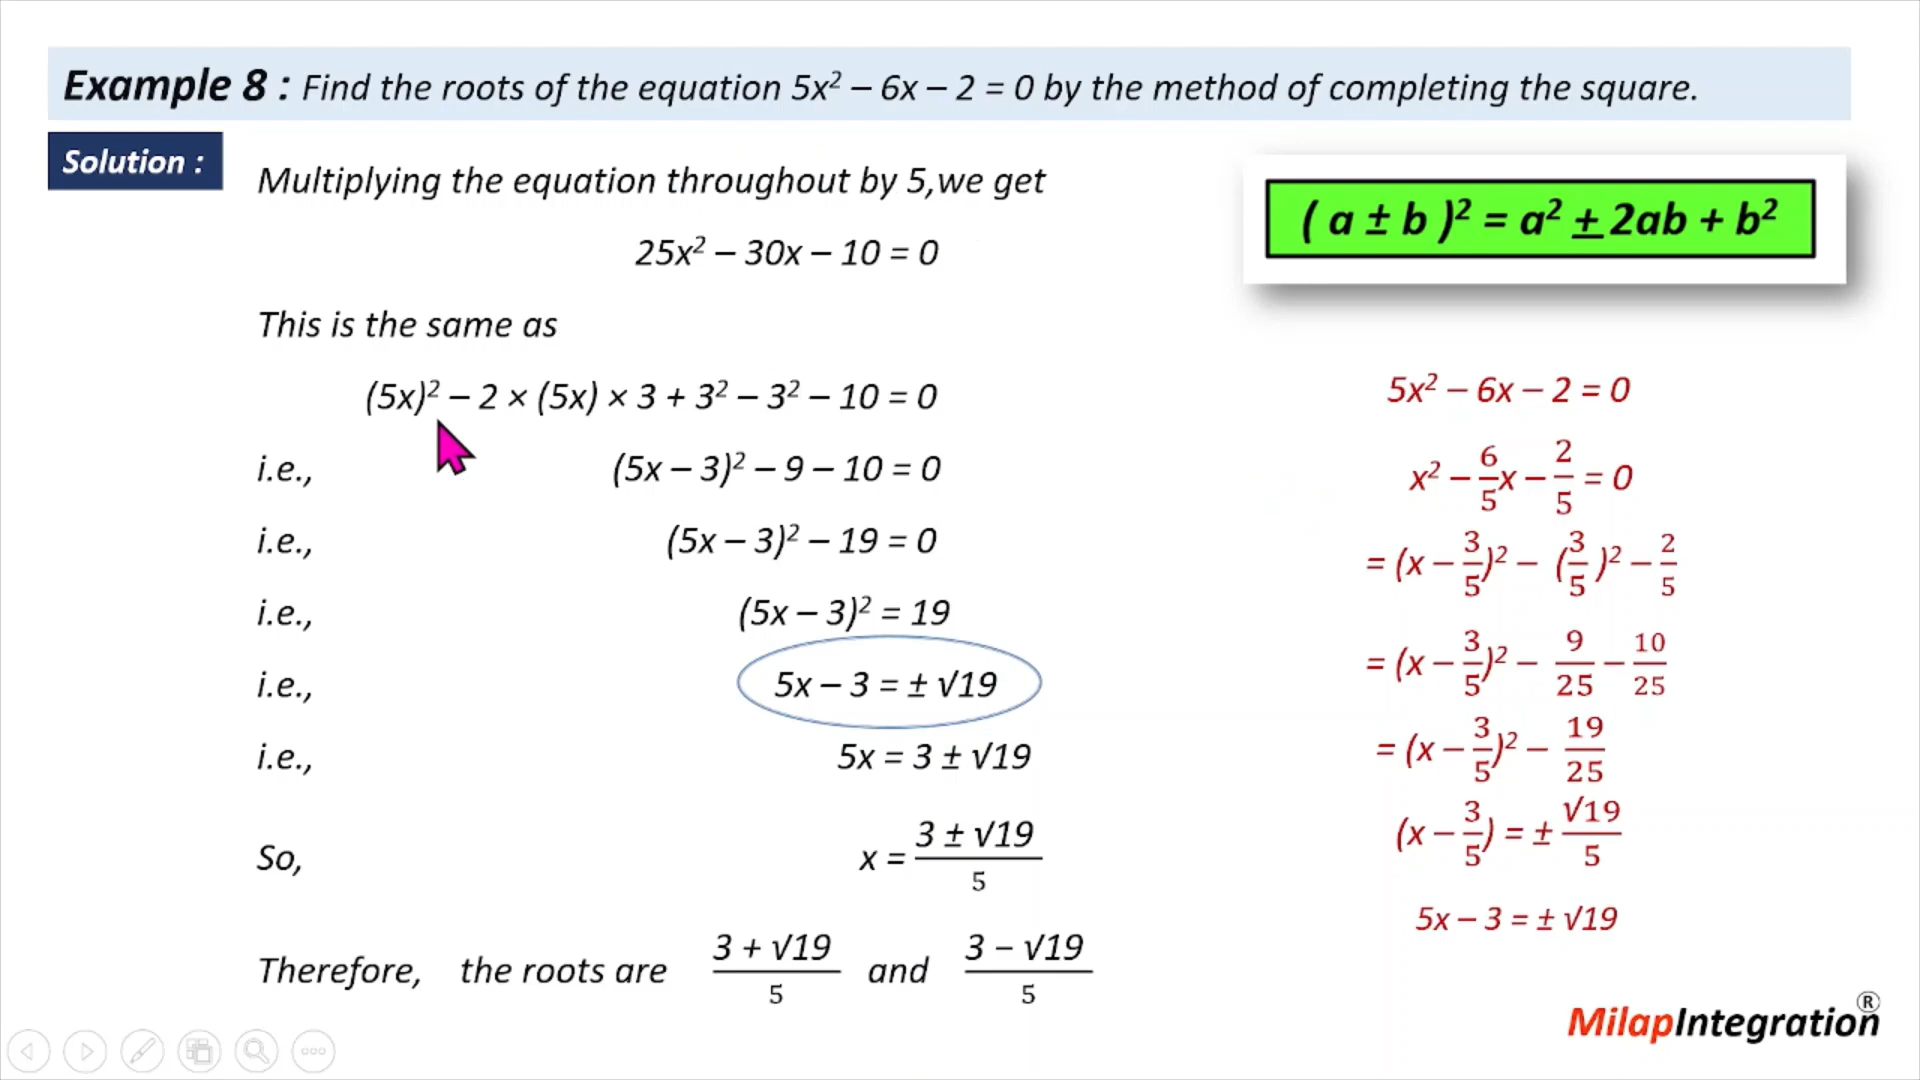 Example 8 : Find the roots of the equation 5x² – 6x – 2 = 0 by the method of completing the square.
Solution :
Multiplying the equation throughout by 5,we get
25x² – 30x – 10 = 0
This is the same as
(5x)² – 2 × (5x) × 3 + 3² – 3² – 10 = 0
i.e., (5x – 3)² – 9 – 10 = 0
i.e., (5x – 3)² – 19 = 0
i.e., (5x – 3)² = 19
i.e., 5x – 3 = ± √19
i.e., 5x = 3 ± √19
So, x = (3 ± √19)/5
Therefore, the roots are (3 + √19)/5 and (3 – √19)/5
( a ± b )² = a² ± 2ab + b²
5x² – 6x – 2 = 0
x² – 6/5x – 2/5 = 0
= (x – 3/5)² – (3/5 )² – 2/5
= (x – 3/5)² – 9/25 – 10/25
= (x – 3/5)² – 19/25
(x – 3/5) = ± √19/5
5x – 3 = ± √19
MilapIntegration®